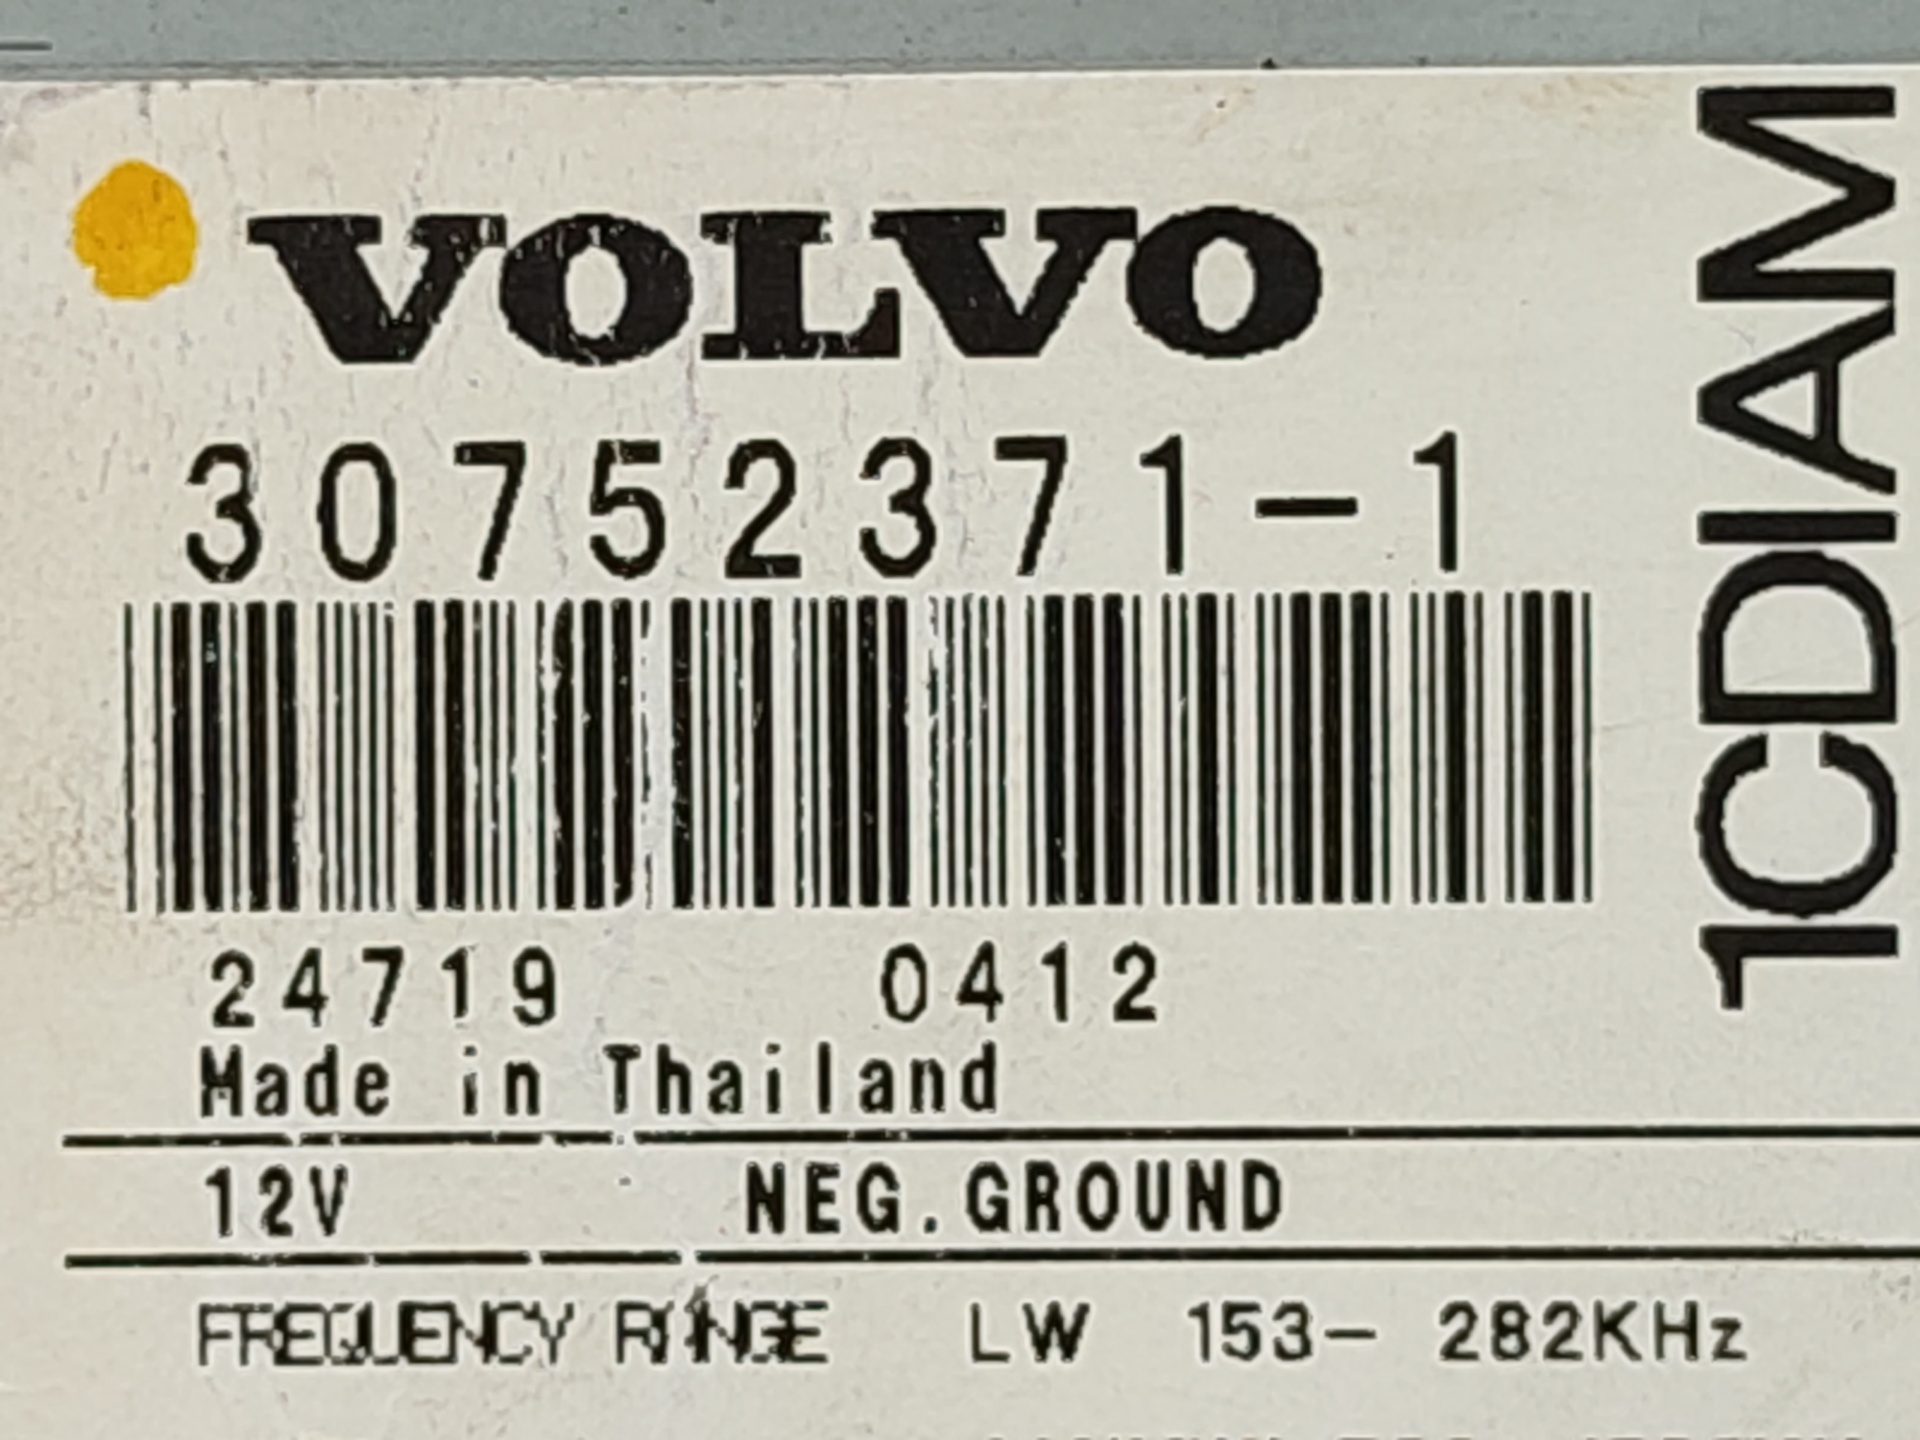 VOLVO
30752371-1
24719 0412
Made in Thailand
12V NEG.GROUND
FREQUENCY RANGE LW 153- 282KHz
1CDIAM